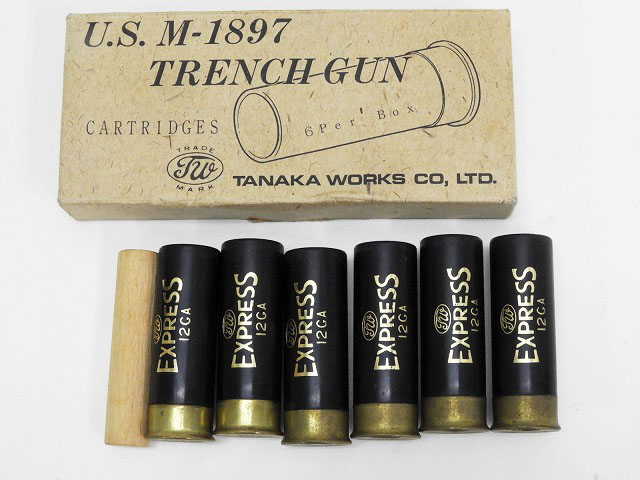 U.S. M-1897
TRENCH GUN
6 Per Box
CARTRIDGES
TRADE
TW
MARK
TANAKA WORKS CO, LTD.
TW EXPRESS
12GA
TW EXPRESS
12GA
TW EXPRESS
12GA
TW EXPRESS
12GA
TW EXPRESS
12GA
TW EXPRESS
12GA